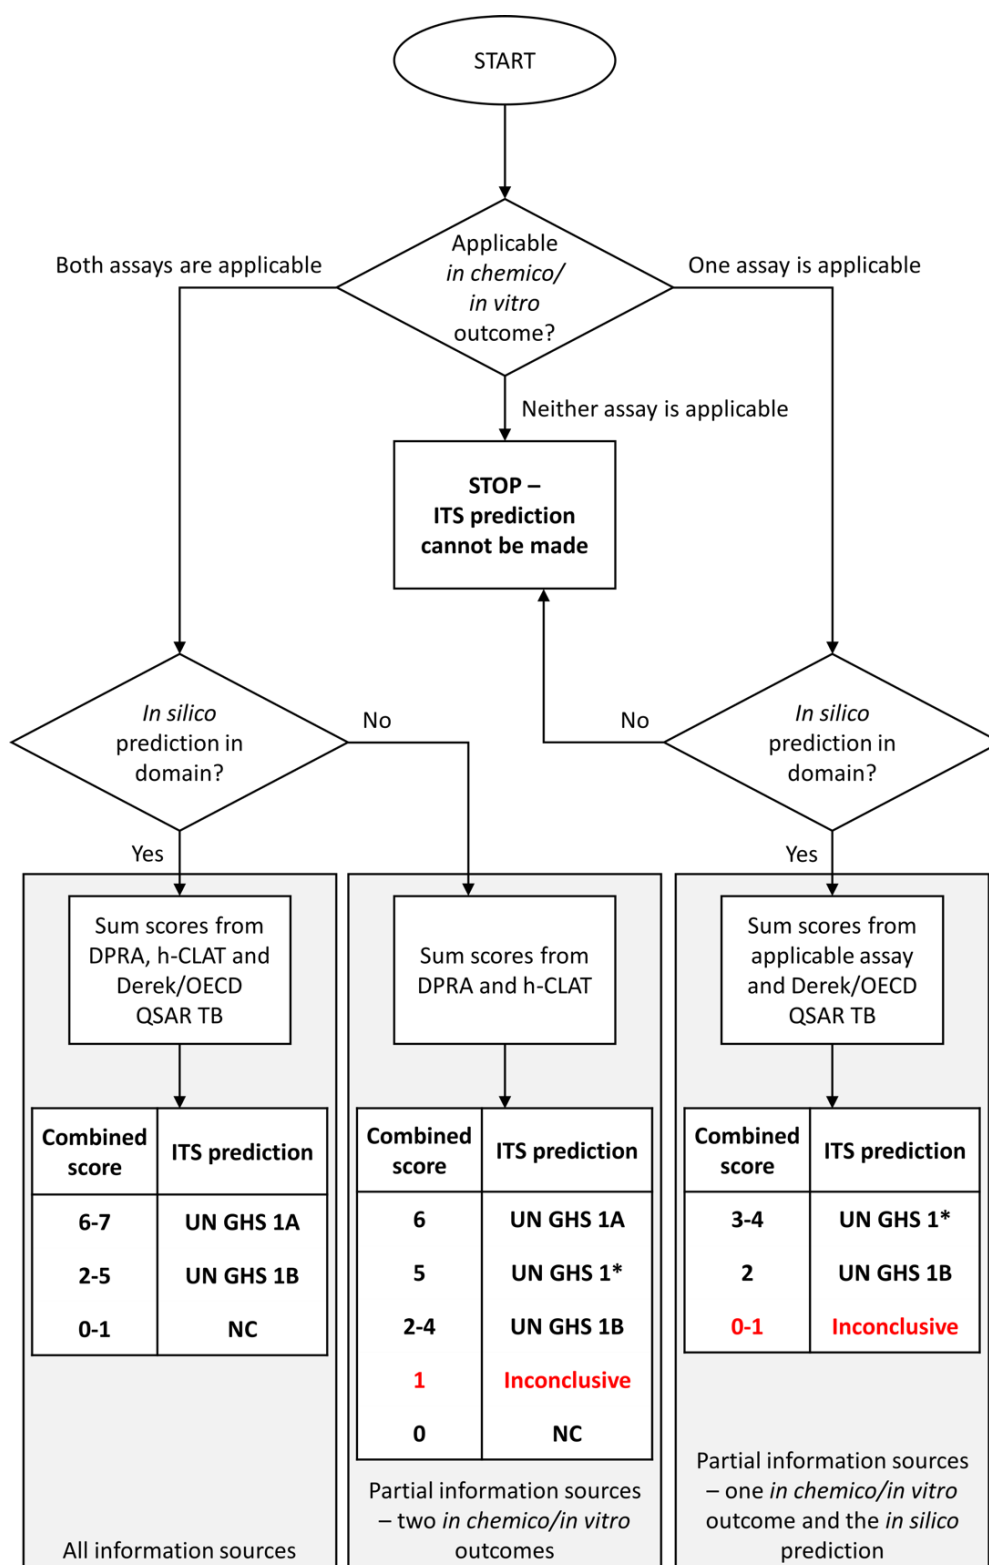 START
Applicable
in chemico/
in vitro
outcome?
Both assays are applicable
One assay is applicable
Neither assay is applicable
STOP –
ITS prediction
cannot be made
In silico
prediction in
domain?
No
Yes
No
In silico
prediction in
domain?
Yes
Sum scores from
DPRA, h-CLAT and
Derek/OECD
QSAR TB
Combined
score
ITS prediction
6-7 UN GHS 1A
2-5 UN GHS 1B
0-1 NC
All information sources
Sum scores from
DPRA and h-CLAT
Combined
score
ITS prediction
6 UN GHS 1A
5 UN GHS 1*
2-4 UN GHS 1B
1 Inconclusive
0 NC
Partial information sources
– two in chemico/in vitro
outcomes
Sum scores from
applicable assay
and Derek/OECD
QSAR TB
Combined
score
ITS prediction
3-4 UN GHS 1*
2 UN GHS 1B
0-1 Inconclusive
Partial information sources
– one in chemico/in vitro
outcome and the in silico
prediction